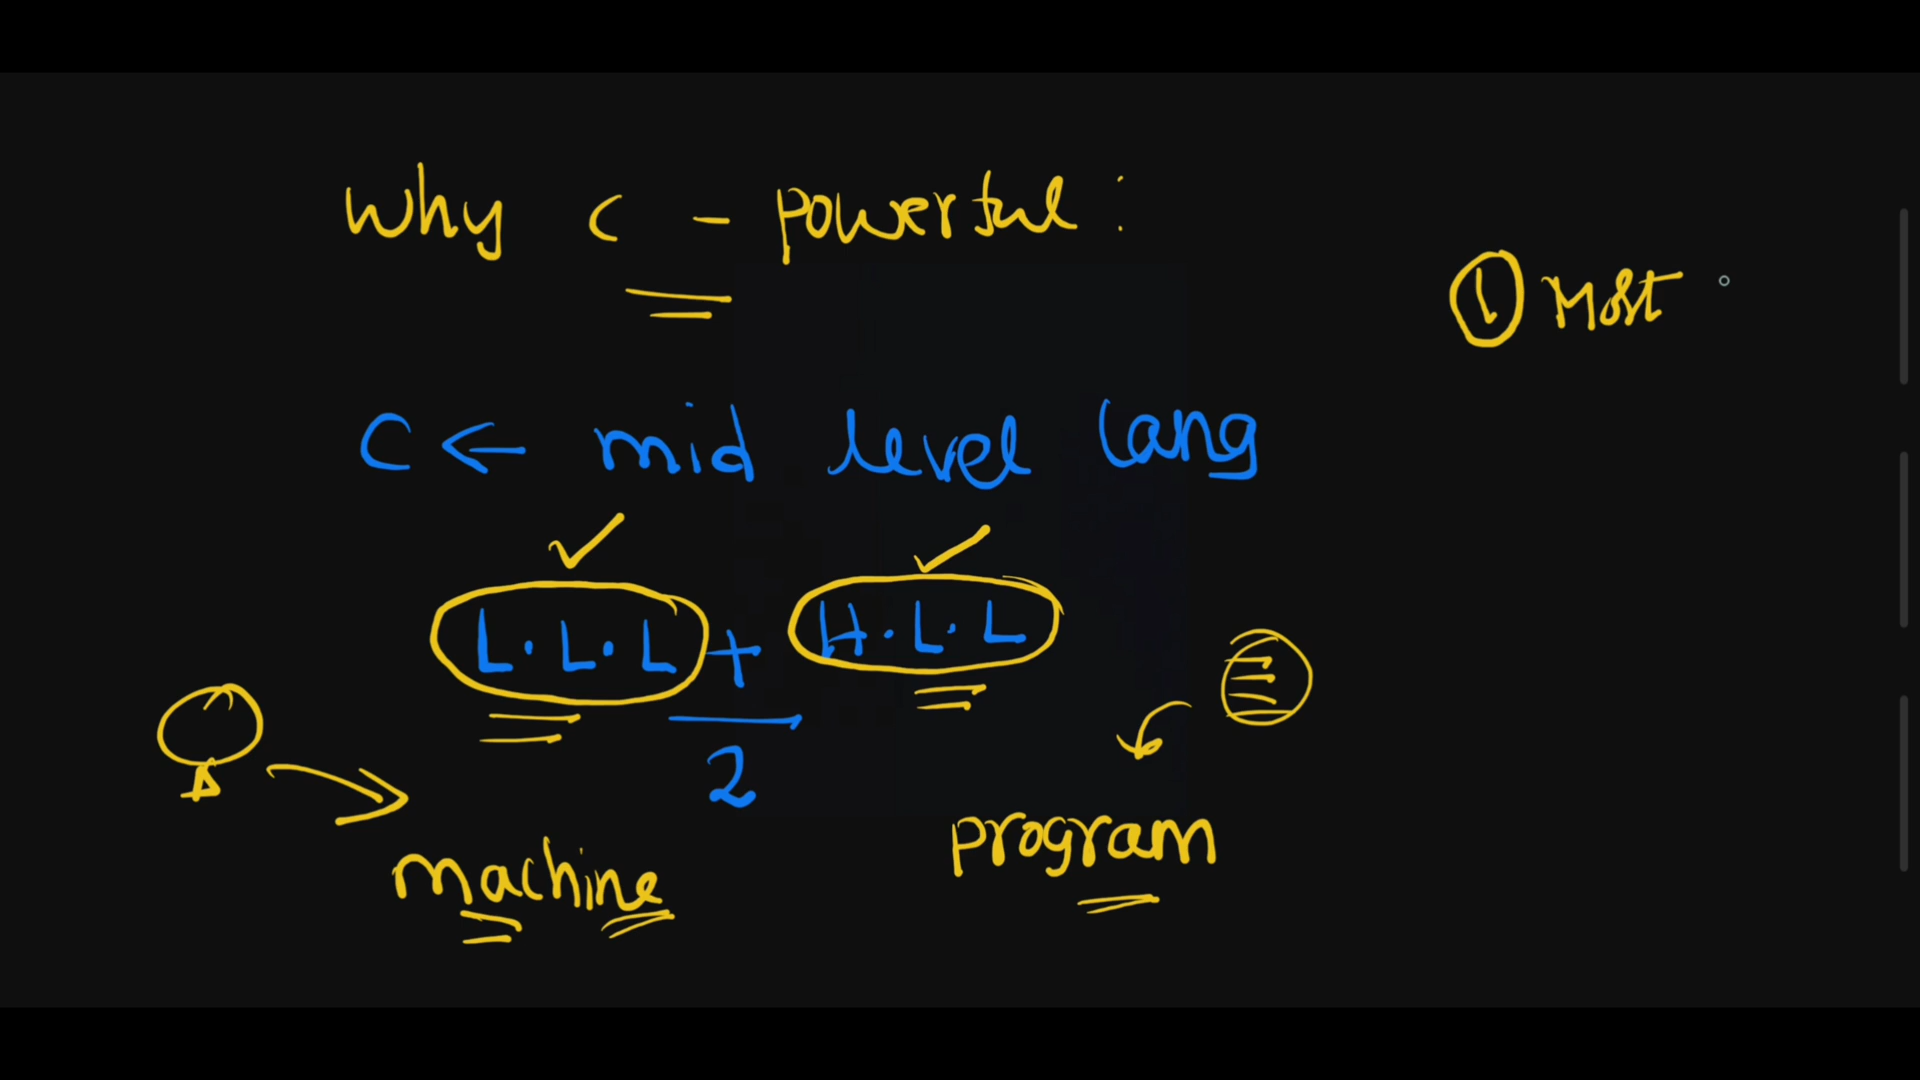 Why C - powerful :
① Most
C ← mid level lang
L.L.L + H.L.L
2
machine
program